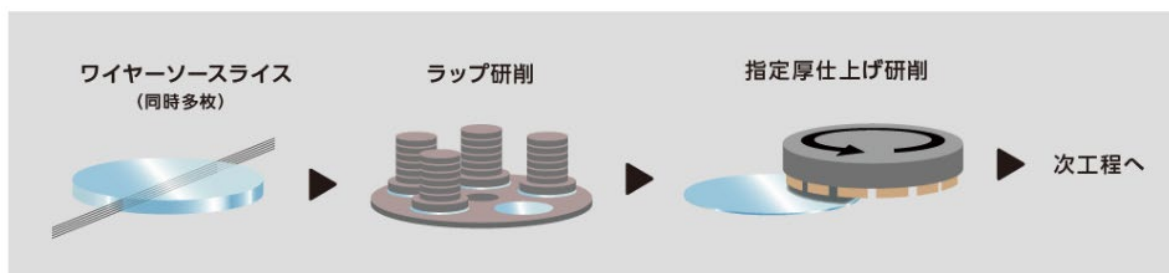 ワイヤーソースライス
（同時多枚）
ラップ研削
指定厚仕上げ研削
次工程へ